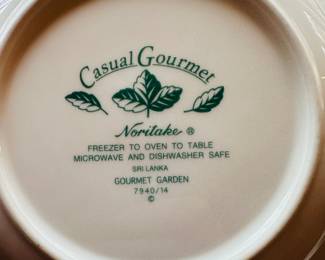 Casual Gourmet
Noritake ®
FREEZER TO OVEN TO TABLE
MICROWAVE AND DISHWASHER SAFE
SRI LANKA
GOURMET GARDEN
7940/14
©